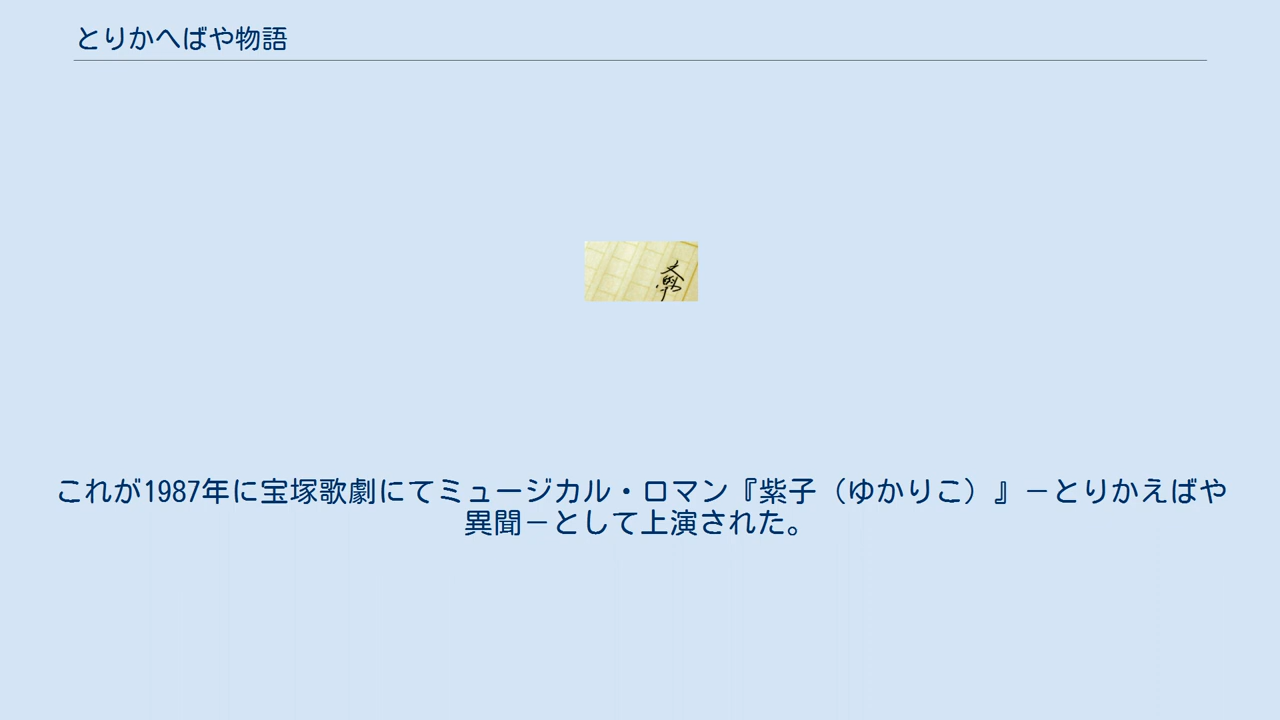 とりかへばや物語
これが1987年に宝塚歌劇にてミュージカル・ロマン『紫子（ゆかりこ）』－とりかえばや
異聞－として上演された。